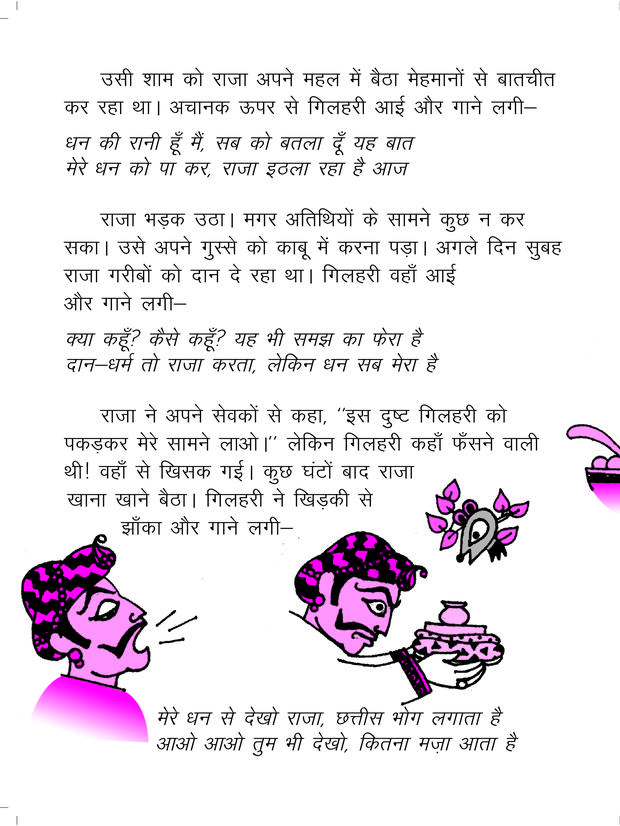 उसी शाम को राजा अपने महल में बैठा मेहमानों से बातचीत
कर रहा था। अचानक ऊपर से गिलहरी आई और गाने लगी–
धन की रानी हूँ मैं, सब को बतला दूँ यह बात
मेरे धन को पा कर, राजा इठला रहा है आज
राजा भड़क उठा। मगर अतिथियों के सामने कुछ न कर
सका। उसे अपने गुस्से को काबू में करना पड़ा। अगले दिन सुबह
राजा गरीबों को दान दे रहा था। गिलहरी वहाँ आई
और गाने लगी–
क्या कहूँ? कैसे कहूँ? यह भी समझ का फेरा है
दान–धर्म तो राजा करता, लेकिन धन सब मेरा है
राजा ने अपने सेवकों से कहा, ''इस दुष्ट गिलहरी को
पकड़कर मेरे सामने लाओ।'' लेकिन गिलहरी कहाँ फँसने वाली
थी! वहाँ से खिसक गई। कुछ घंटों बाद राजा
खाना खाने बैठा। गिलहरी ने खिड़की से
झाँका और गाने लगी–
मेरे धन से देखो राजा, छत्तीस भोग लगाता है
आओ आओ तुम भी देखो, कितना मज़ा आता है